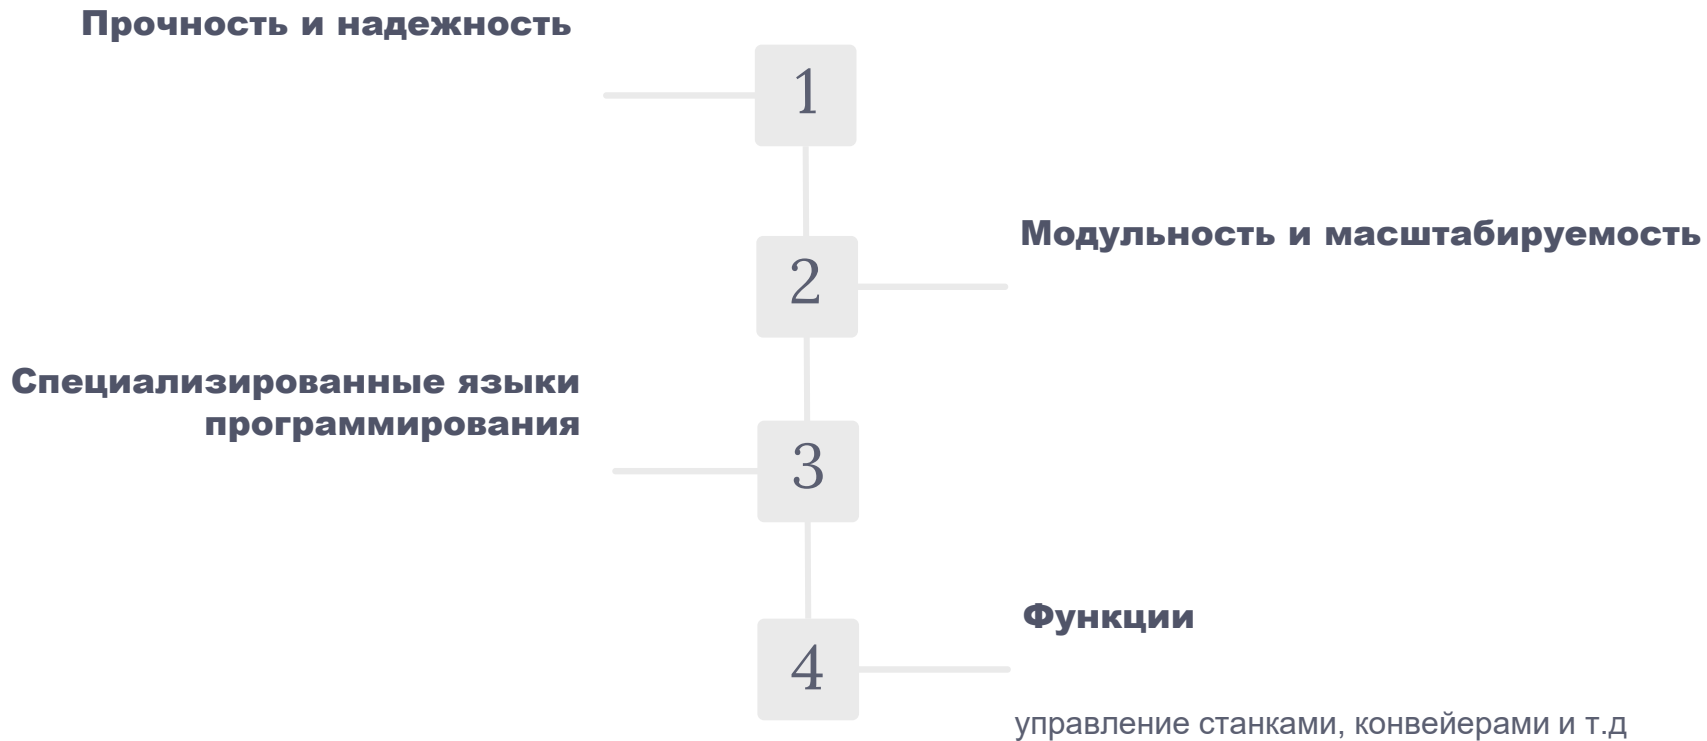 Прочность и надежность
1
Модульность и масштабируемость
2
Специализированные языки
программирования
3
Функции
4
управление станками, конвейерами и т.д